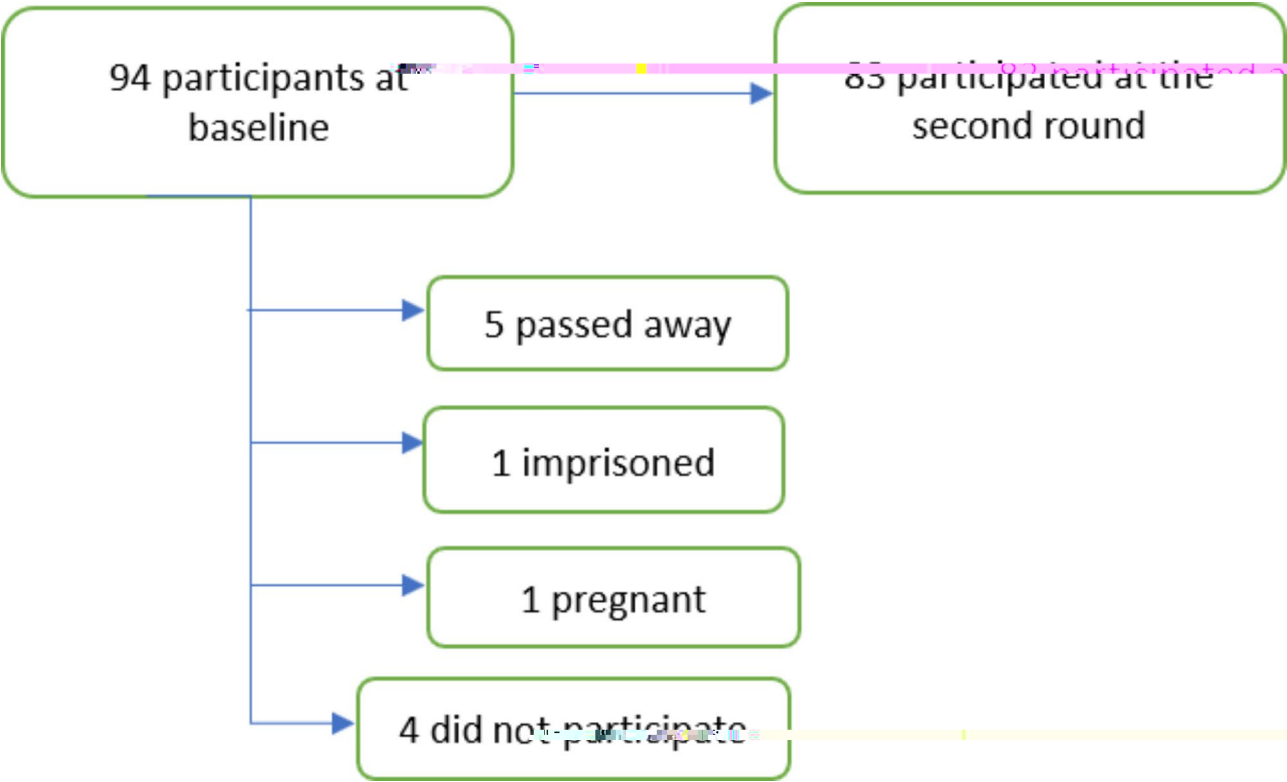 94 participants at
baseline
83 participated at the
second round
5 passed away
1 imprisoned
1 pregnant
4 did not participate